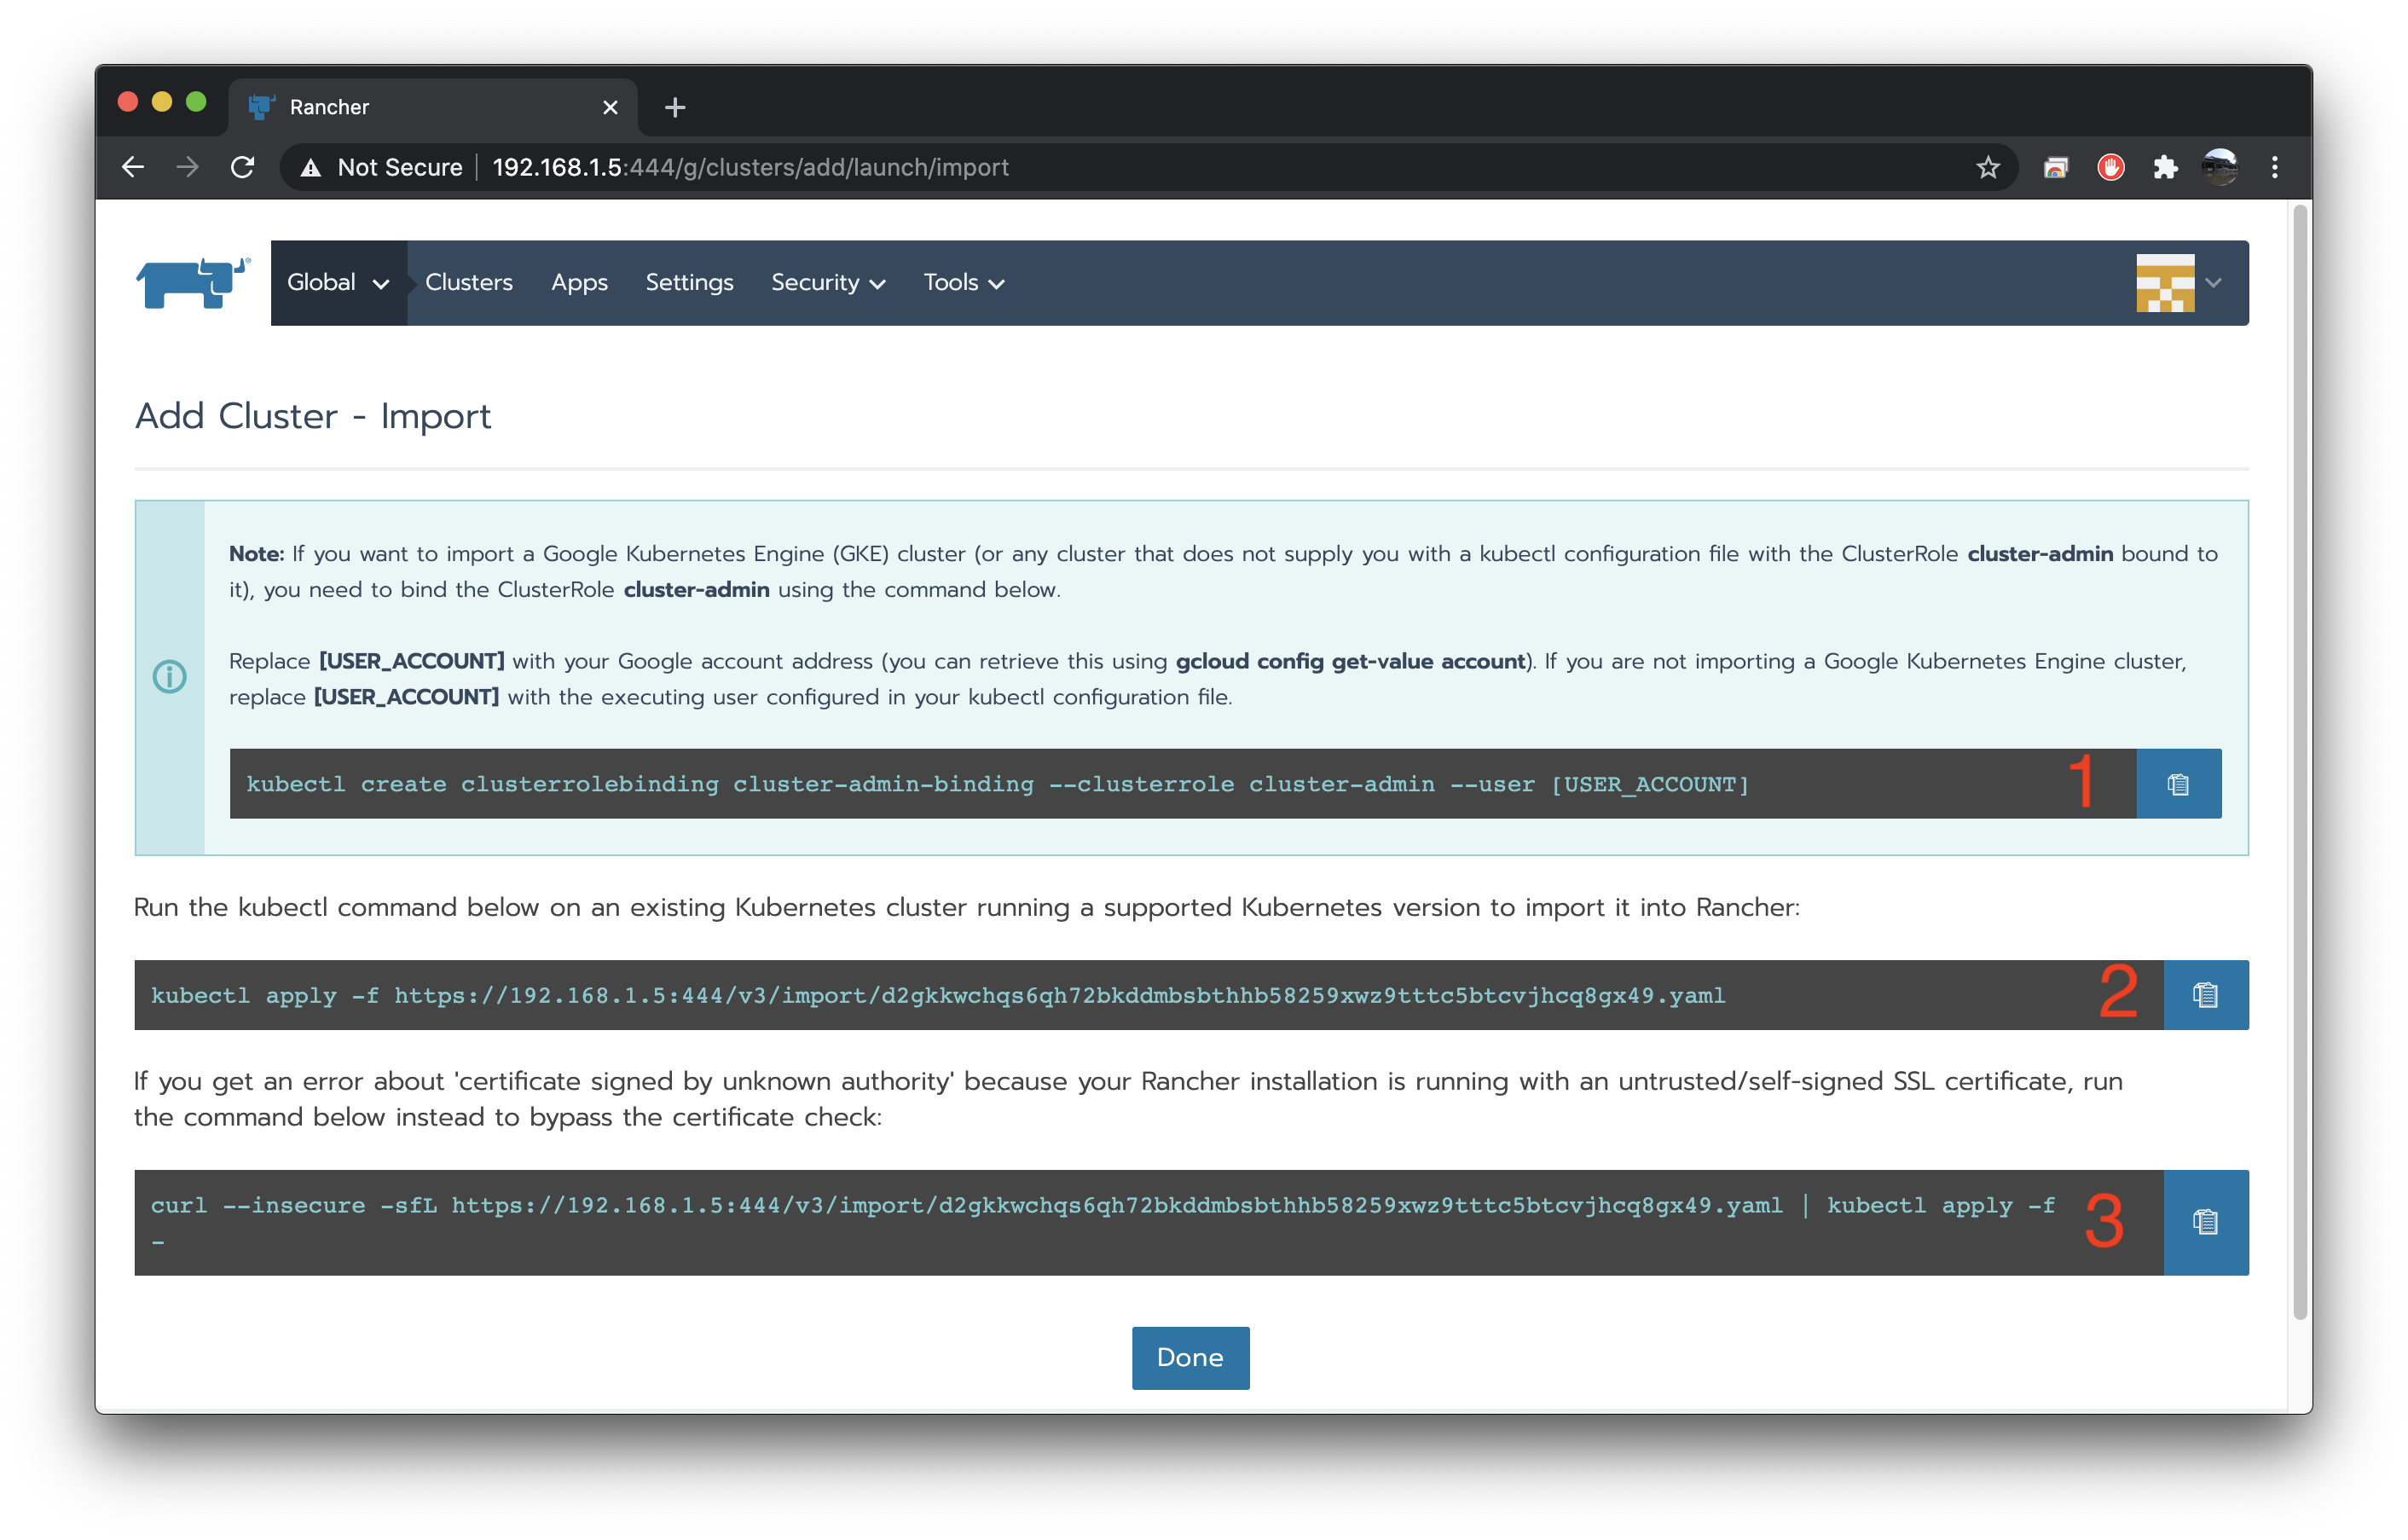 Rancher
Not Secure 192.168.1.5:444/g/clusters/add/launch/import
Global Clusters Apps Settings Security Tools
Add Cluster - Import
Note: If you want to import a Google Kubernetes Engine (GKE) cluster (or any cluster that does not supply you with a kubectl configuration file with the ClusterRole cluster-admin bound to
it), you need to bind the ClusterRole cluster-admin using the command below.
Replace [USER_ACCOUNT] with your Google account address (you can retrieve this using gcloud config get-value account). If you are not importing a Google Kubernetes Engine cluster,
replace [USER_ACCOUNT] with the executing user configured in your kubectl configuration file.
kubectl create clusterrolebinding cluster-admin-binding --clusterrole cluster-admin --user [USER_ACCOUNT] 1
Run the kubectl command below on an existing Kubernetes cluster running a supported Kubernetes version to import it into Rancher:
kubectl apply -f https://192.168.1.5:444/v3/import/d2gkkwchqs6qh72bkddmbsbthhb58259xwz9tttc5btcvjhcq8gx49.yaml 2
If you get an error about 'certificate signed by unknown authority' because your Rancher installation is running with an untrusted/self-signed SSL certificate, run
the command below instead to bypass the certificate check:
curl --insecure -sfL https://192.168.1.5:444/v3/import/d2gkkwchqs6qh72bkddmbsbthhb58259xwz9tttc5btcvjhcq8gx49.yaml | kubectl apply -f 3
-
Done